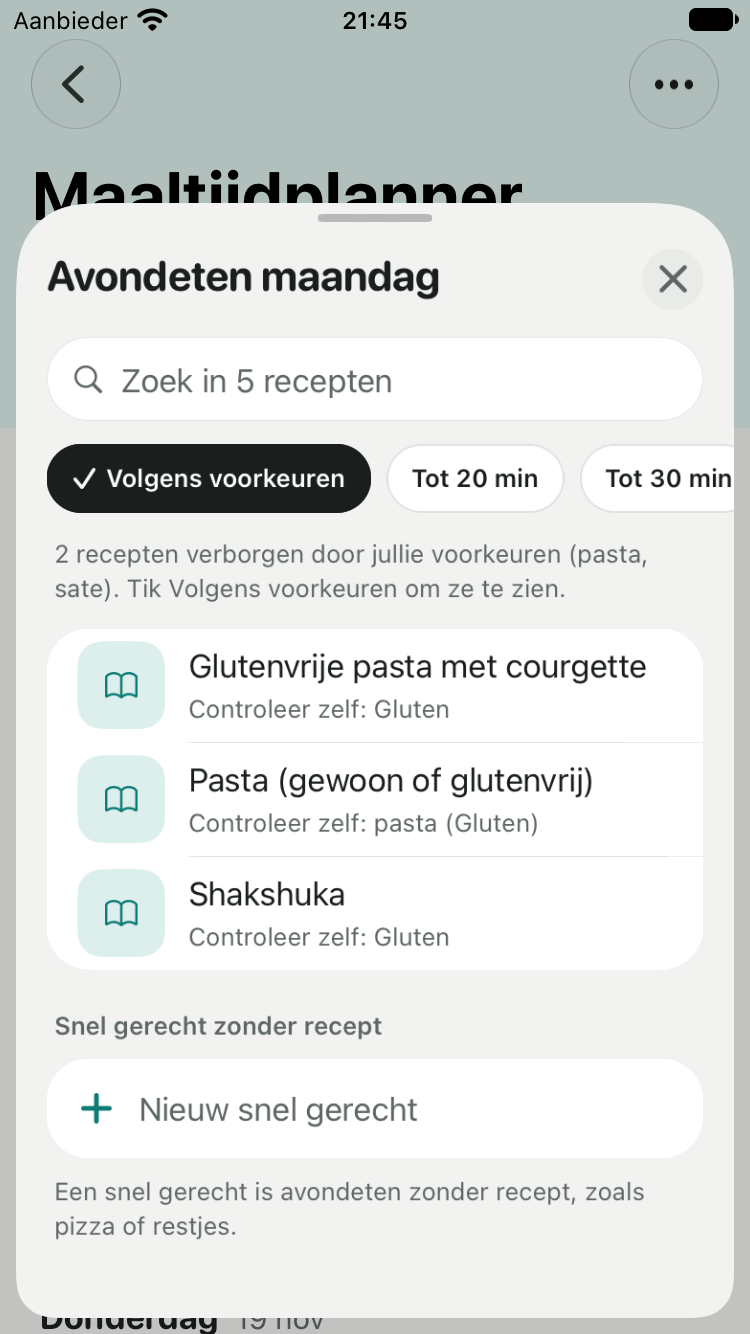 Aanbieder
21:45
Maaltijdplanner
Avondeten maandag
Zoek in 5 recepten
Volgens voorkeuren
Tot 20 min
Tot 30 min
2 recepten verborgen door jullie voorkeuren (pasta,
sate). Tik Volgens voorkeuren om ze te zien.
Glutenvrije pasta met courgette
Controleer zelf: Gluten
Pasta (gewoon of glutenvrij)
Controleer zelf: pasta (Gluten)
Shakshuka
Controleer zelf: Gluten
Snel gerecht zonder recept
Nieuw snel gerecht
Een snel gerecht is avondeten zonder recept, zoals
pizza of restjes.
Donderdag 19 nov